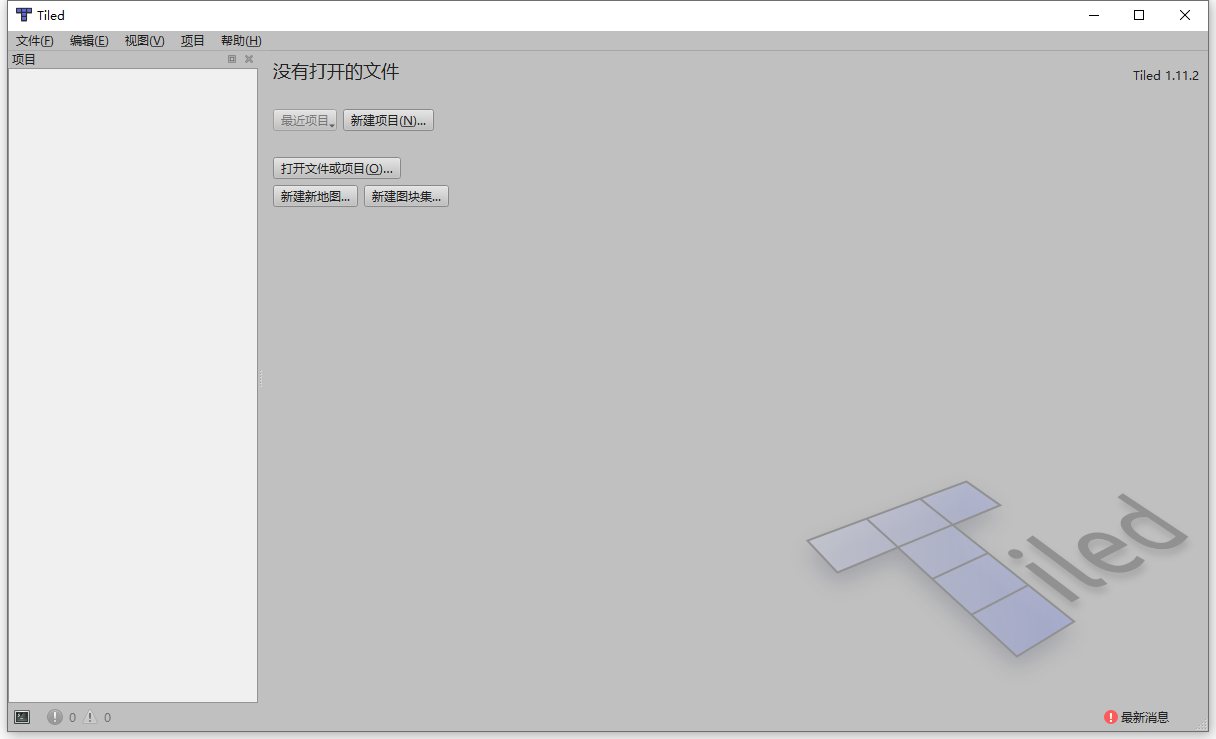 Tiled
文件(F) 编辑(E) 视图(V) 项目 帮助(H)
项目
没有打开的文件
Tiled 1.11.2
最近项目 新建项目(N)...
打开文件或项目(O)...
新建新地图... 新建图块集...
Tiled
0 0
最新消息